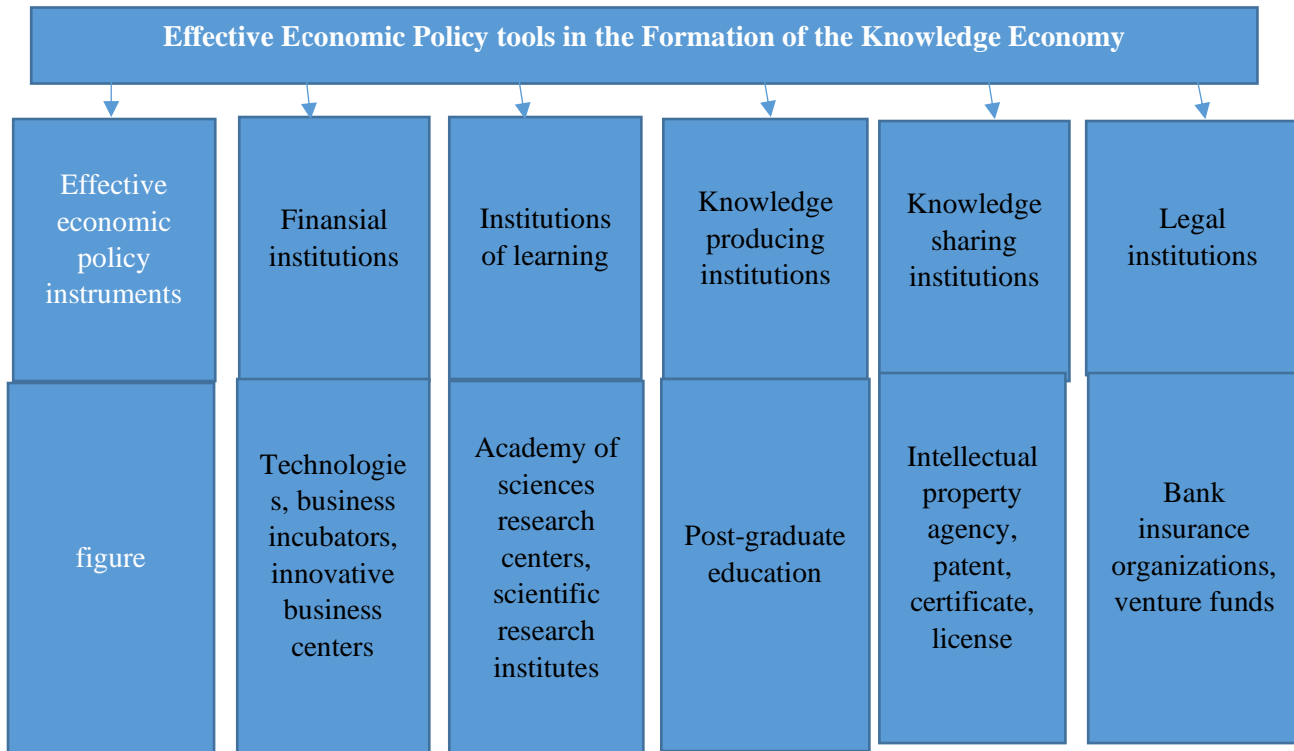 Effective Economic Policy tools in the Formation of the Knowledge Economy
Effective
economic
policy
instruments
Finansial
institutions
Institutions
of learning
Knowledge
producing
institutions
Knowledge
sharing
institutions
Legal
institutions
figure
Technologie
s, business
incubators,
innovative
business
centers
Academy of
sciences
research
centers,
scientific
research
institutes
Post-graduate
education
Intellectual
property
agency,
patent,
certificate,
license
Bank
insurance
organizations,
venture funds